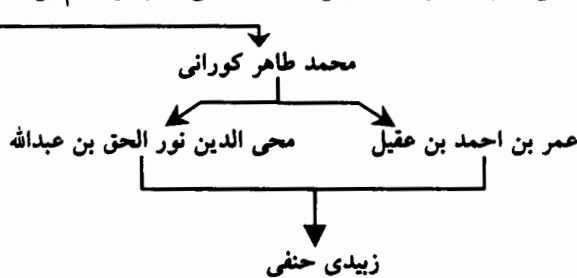 محمد طاهر کورانی
عمر بن احمد بن عقیل
محی الدین نور الحق بن عبدالله
زبیدی حنفی